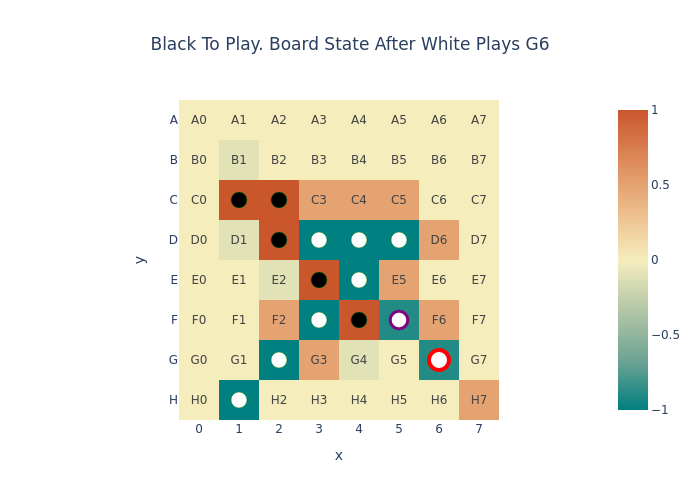 Black To Play. Board State After White Plays G6
A A0 A1 A2 A3 A4 A5 A6 A7
B B0 B1 B2 B3 B4 B5 B6 B7
C C0 C3 C4 C5 C6 C7
D D0 D1 D6 D7
E E0 E1 E2 E5 E6 E7
F F0 F1 F2 F6 F7
G G0 G1 G3 G4 G5 G7
H H0 H2 H3 H4 H5 H6 H7
0 1 2 3 4 5 6 7
x
y
1
0.5
0
−0.5
−1